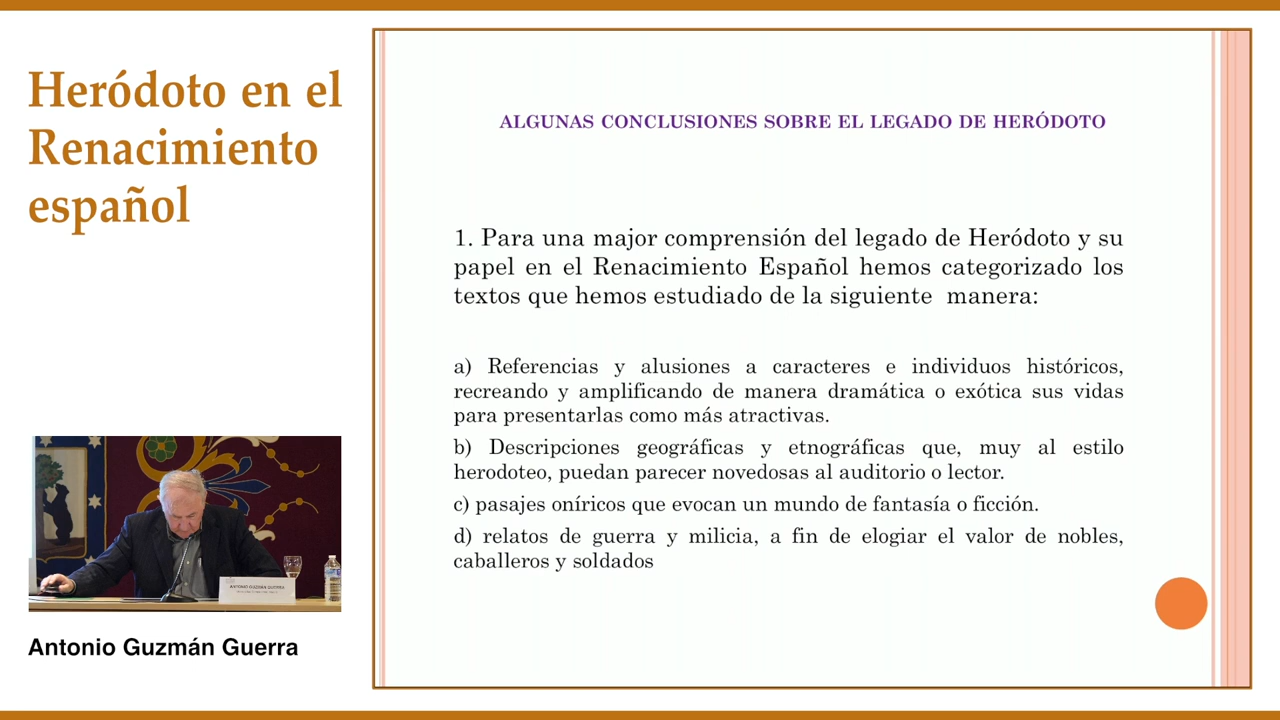 Heródoto en el
Renacimiento
español
ALGUNAS CONCLUSIONES SOBRE EL LEGADO DE HERÓDOTO
1. Para una major comprensión del legado de Heródoto y su
papel en el Renacimiento Español hemos categorizado los
textos que hemos estudiado de la siguiente manera:
a) Referencias y alusiones a caracteres e individuos históricos,
recreando y amplificando de manera dramática o exótica sus vidas
para presentarlas como más atractivas.
b) Descripciones geográficas y etnográficas que, muy al estilo
herodoteo, puedan parecer novedosas al auditorio o lector.
c) pasajes oníricos que evocan un mundo de fantasía o ficción.
d) relatos de guerra y milicia, a fin de elogiar el valor de nobles,
caballeros y soldados
ANTONIO GUZMÁN GUERRA
Antonio Guzmán Guerra